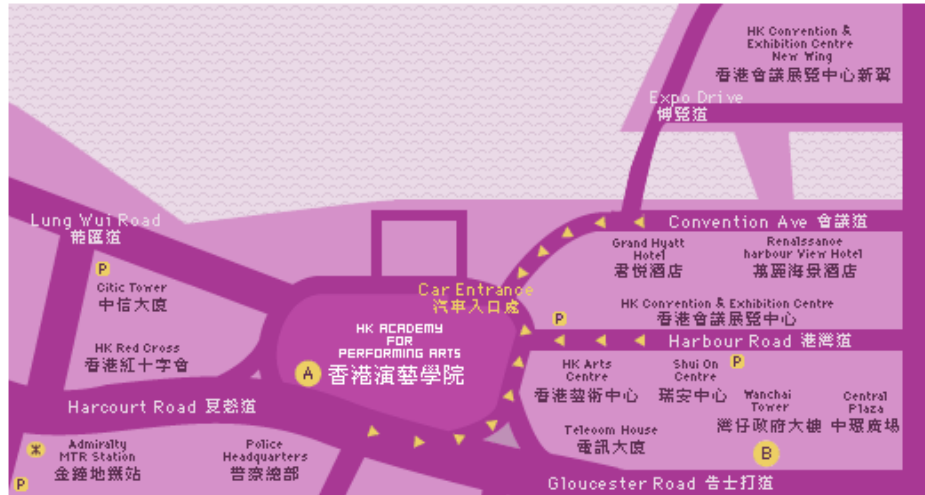 HK Convention &
Exhibition Centre
New Wing
香港會議展覽中心新翼
Expo Drive
博覽道
Lung Wui Road
龍匯道
Convention Ave 會議道
Grand Hyatt
Hotel
君悅酒店
Renaissance
harbour View Hotel
萬麗海景酒店
P
Citic Tower
中信大廈
Car Entrance
汽車入口處
HK Convention & Exhibition Centre
香港會議展覽中心
P
HK ACADEMY
FOR
PERFORMING ARTS
香港演藝學院
A
HK Red Cross
香港紅十字會
Harbour Road 港灣道
HK Arts
Centre
香港藝術中心
Shui On
Centre
瑞安中心
P
Wanchai
Tower
灣仔政府大樓
Central
Plaza
中環廣場
Harcourt Road 夏慤道
Telecom House
電訊大廈
B
Admiralty
MTR Station
金鐘地鐵站
Police
Headquarters
警察總部
P
Gloucester Road 告士打道